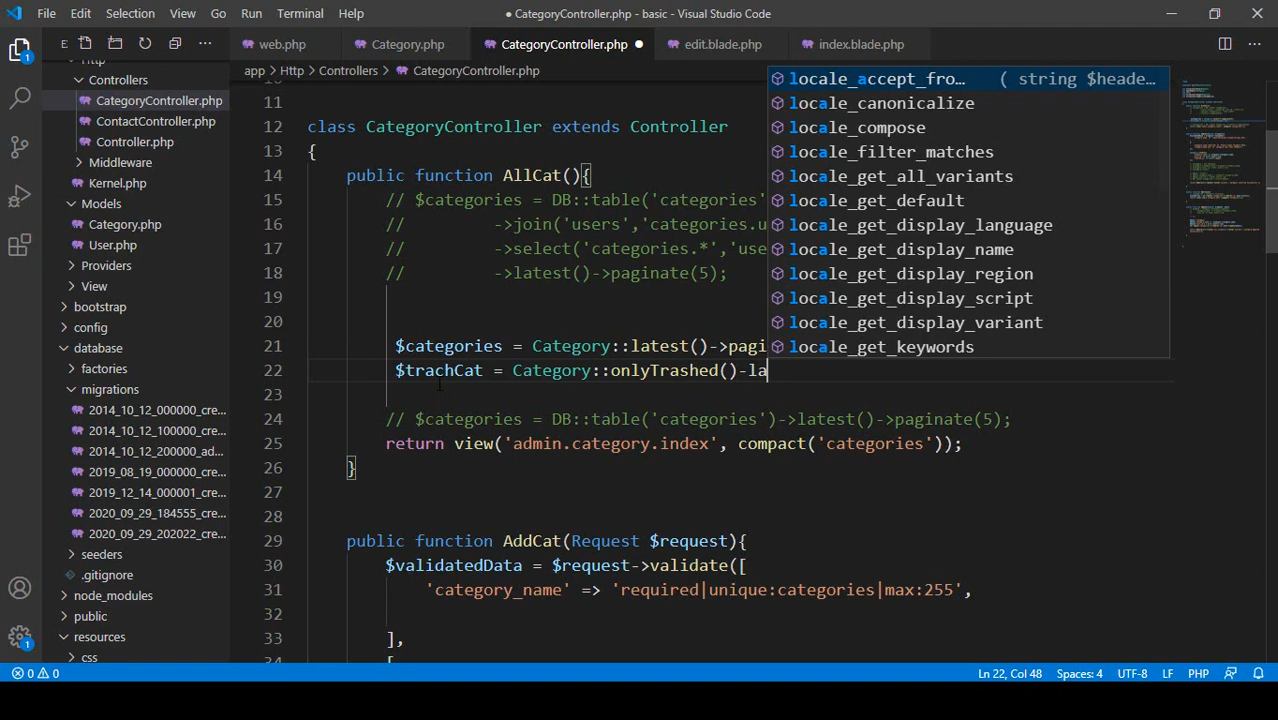 File Edit Selection View Go Run Terminal Help
● CategoryController.php - basic - Visual Studio Code
E
web.php
Category.php
CategoryController.php ●
edit.blade.php
index.blade.php
app > Http > Controllers > CategoryController.php
Http
Controllers
CategoryController.php
ContactController.php
Controller.php
Middleware
Kernel.php
Models
Category.php
User.php
Providers
View
bootstrap
config
database
factories
migrations
2014_10_12_000000_cre...
2014_10_12_100000_cre...
2014_10_12_200000_ad...
2019_08_19_000000_cre...
2019_12_14_000001_cre...
2020_09_29_184555_cre...
2020_09_29_202022_cre...
seeders
.gitignore
node_modules
public
resources
css
1
1
10
11
12 class CategoryController extends Controller
13 {
14 public function AllCat(){
15 // $categories = DB::table('categories'
16 // ->join('users','categories.u
17 // ->select('categories.*','use
18 // ->latest()->paginate(5);
19
20
21 $categories = Category::latest()->pagi
22 $trachCat = Category::onlyTrashed()-la
23
24 // $categories = DB::table('categories')->latest()->paginate(5);
25 return view('admin.category.index', compact('categories'));
26 }
27
28
29 public function AddCat(Request $request){
30 $validatedData = $request->validate([
31 'category_name' => 'required|unique:categories|max:255',
32
33 ],
34 [
locale_accept_fro... ( string $heade...
locale_canonicalize
locale_compose
locale_filter_matches
locale_get_all_variants
locale_get_default
locale_get_display_language
locale_get_display_name
locale_get_display_region
locale_get_display_script
locale_get_display_variant
locale_get_keywords
0 0
Ln 22, Col 48 Spaces: 4 UTF-8 LF PHP